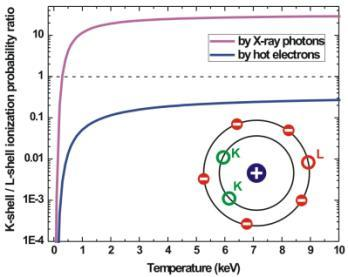 K-shell / L-shell ionization probability ratio
10
1
0.1
0.01
1E-3
1E-4
by X-ray photons
by hot electrons
K
L
K
+
0 1 2 3 4 5 6 7 8 9 10
Temperature (keV)